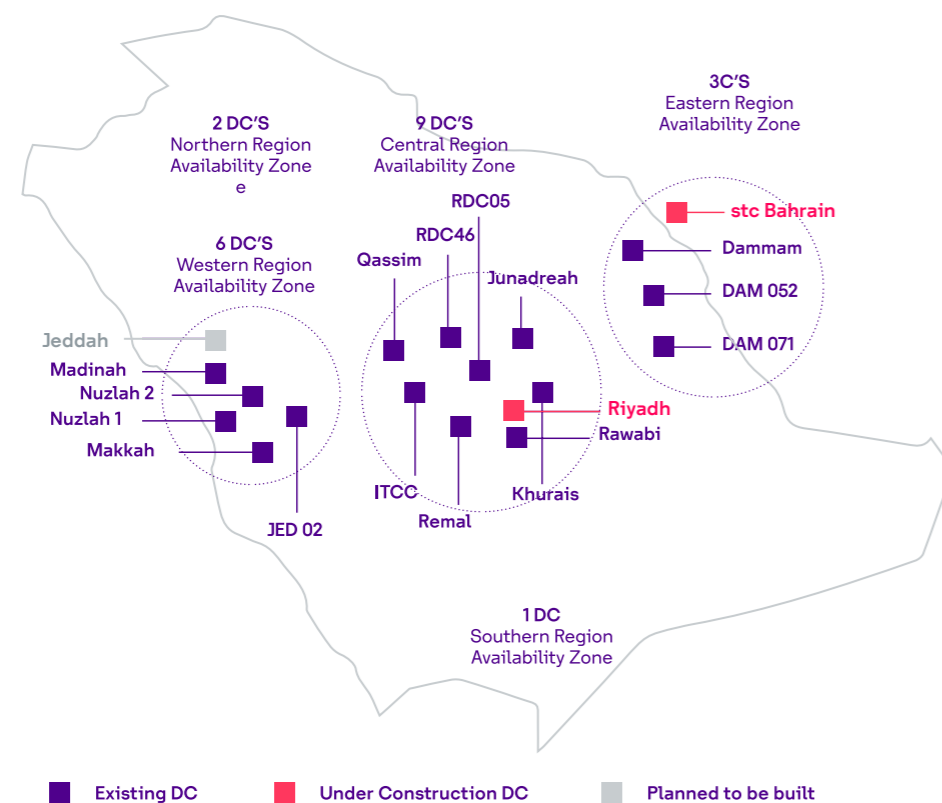 3C'S
Eastern Region
Availability Zone
2 DC'S
Northern Region
Availability Zone
e
9 DC'S
Central Region
Availability Zone
RDC05
stc Bahrain
RDC46
6 DC'S
Western Region
Availability Zone
Qassim
Dammam
Junadreah
DAM 052
Jeddah
DAM 071
Madinah
Nuzlah 2
Nuzlah 1
Riyadh
Rawabi
Makkah
ITCC
Khurais
Remal
JED 02
1 DC
Southern Region
Availability Zone
Existing DC
Under Construction DC
Planned to be built